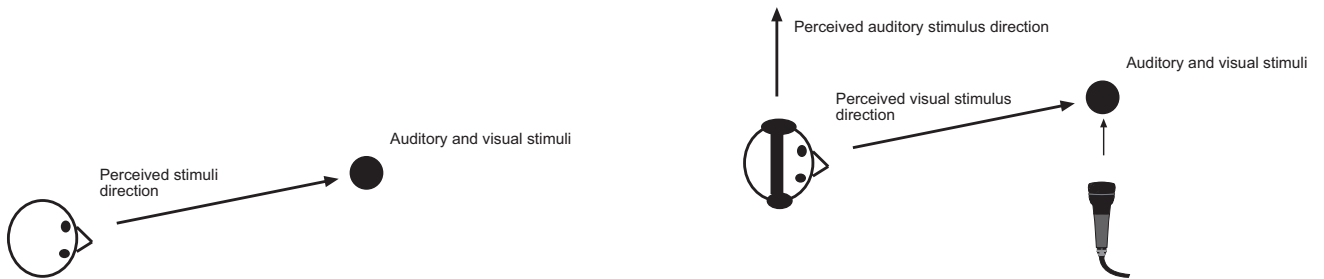 Auditory and visual stimuli
Perceived stimuli
direction
Perceived auditory stimulus direction
Auditory and visual stimuli
Perceived visual stimulus
direction